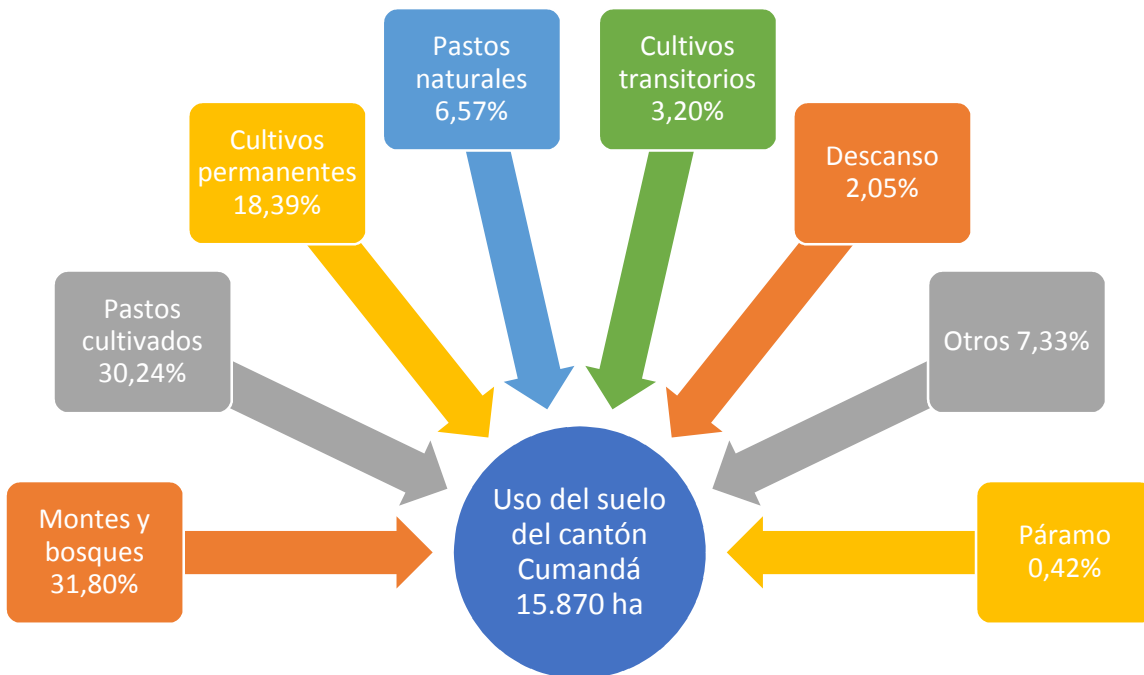 Montes y
bosques
31,80%
Pastos
cultivados
30,24%
Cultivos
permanentes
18,39%
Pastos
naturales
6,57%
Cultivos
transitorios
3,20%
Descanso
2,05%
Otros 7,33%
Páramo
0,42%
Uso del suelo
del cantón
Cumandá
15.870 ha